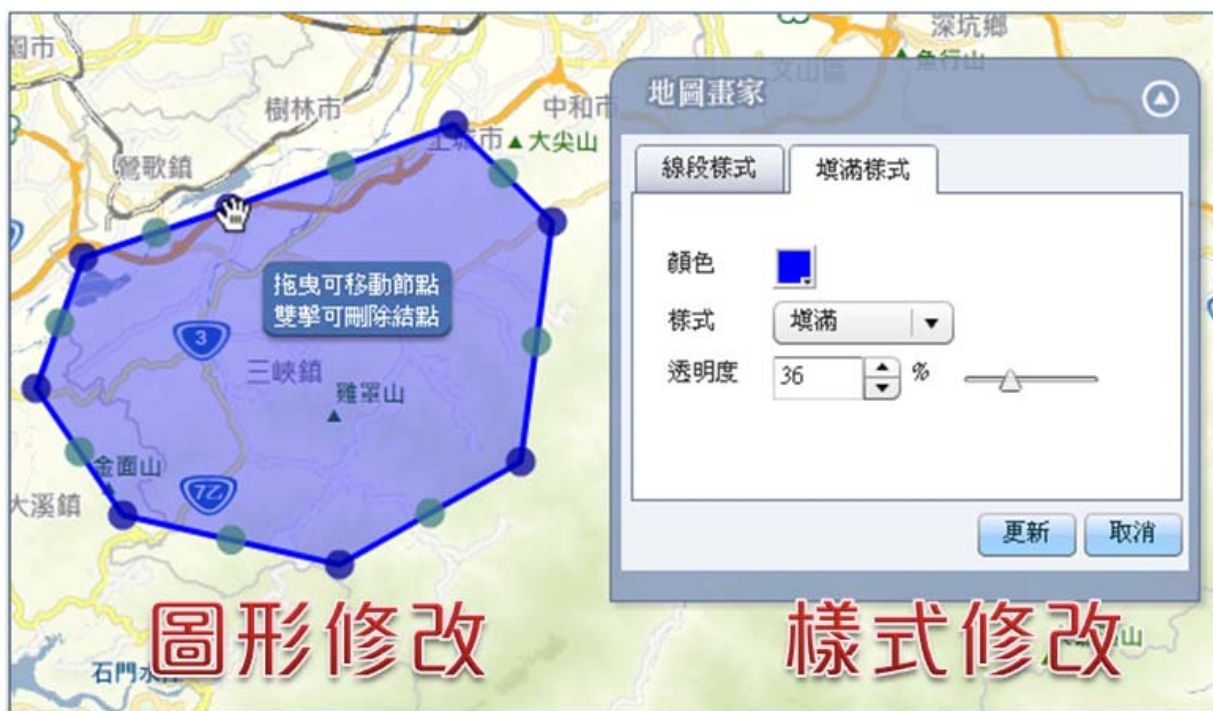 園市
深坑鄉
文山區
魚行山
樹林市
中和市
土城市
大尖山
鶯歌鎮
地圖畫家
線段樣式
填滿樣式
顏色
拖曳可移動節點
雙擊可刪除結點
樣式
填滿
3
三峽鎮
雞罩山
透明度
36
%
金面山
大溪鎮
更新
取消
圖形修改
樣式修改
山
石門水